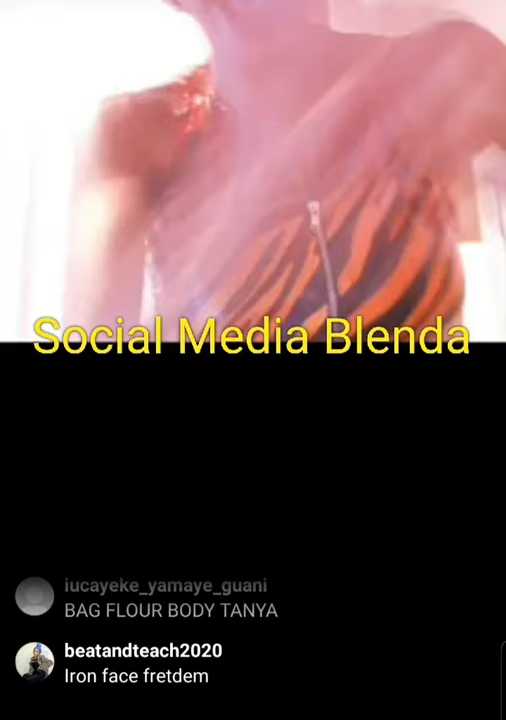 Social Media Blenda
iucayeke_yamaye_guani
BAG FLOUR BODY TANYA
beatandteach2020
Iron face fretdem